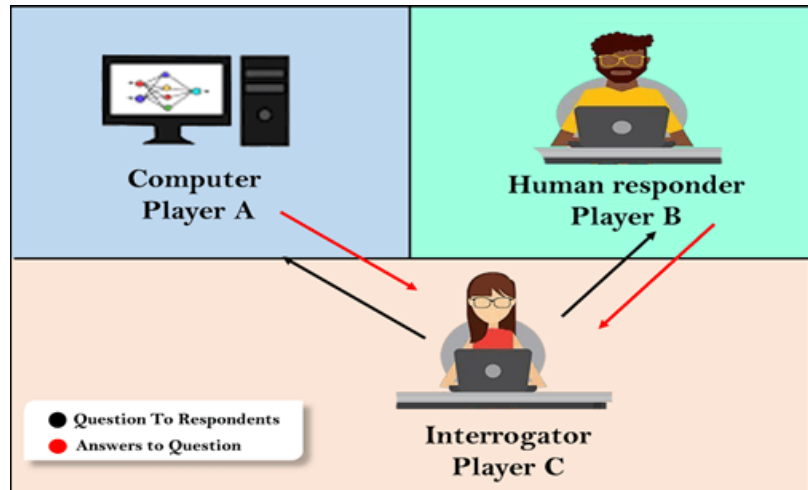 Computer
Player A
Human responder
Player B
Question To Respondents
Answers to Question
Interrogator
Player C